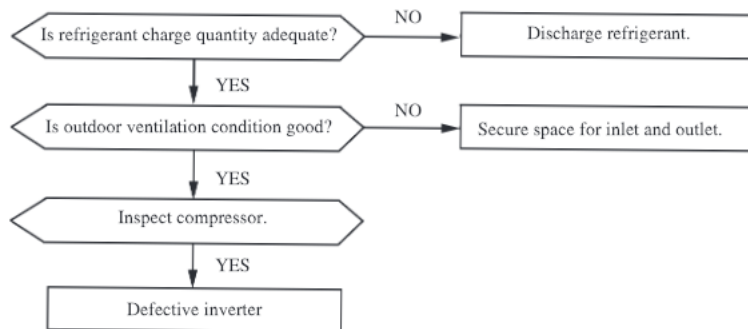 Is refrigerant charge quantity adequate?
NO
Discharge refrigerant.
YES
Is outdoor ventilation condition good?
NO
Secure space for inlet and outlet.
YES
Inspect compressor.
YES
Defective inverter